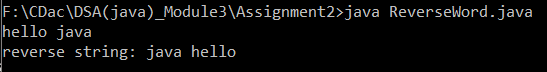 F:\CDac\DSA(java)_Module3\Assignment2>java ReverseWord.java
hello java
reverse string: java hello